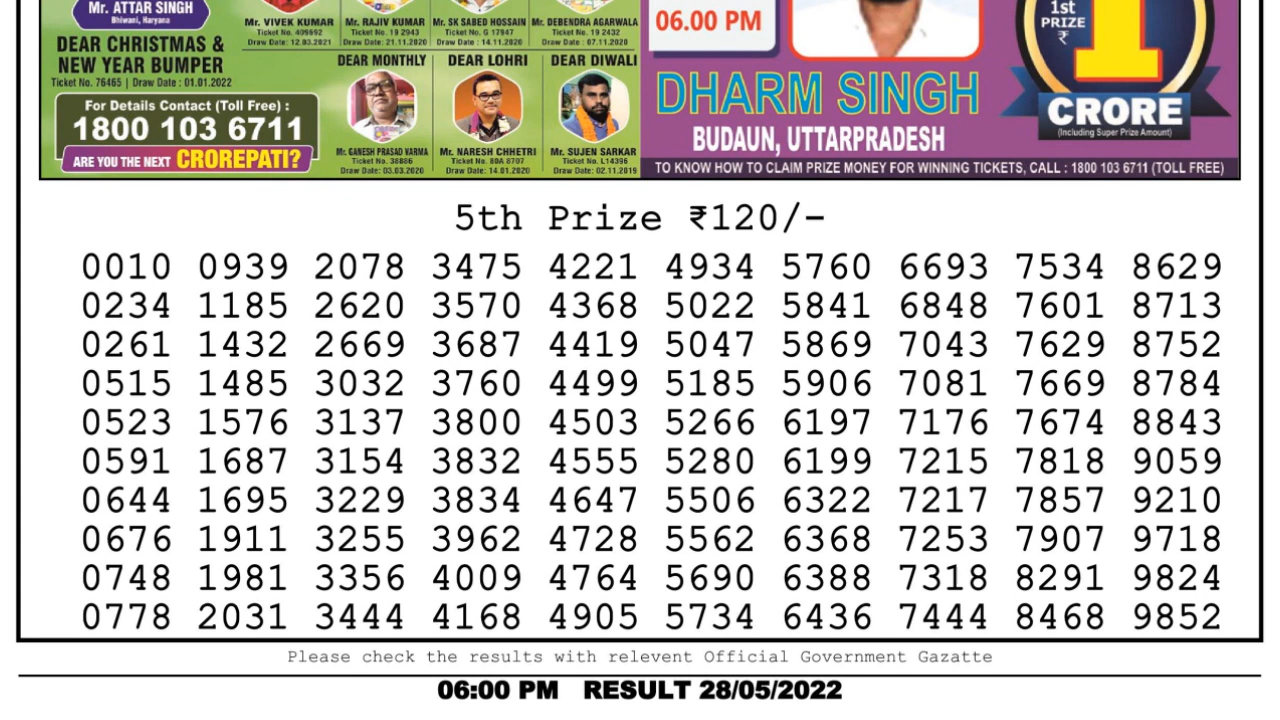 Mr. ATTAR SINGH
Bhiwani, Haryana
DEAR CHRISTMAS &
NEW YEAR BUMPER
Ticket No. 76465 | Draw Date : 01.01.2022
For Details Contact (Toll Free) :
1800 103 6711
ARE YOU THE NEXT CROREPATI?
Mr. VIVEK KUMAR
Ticket No. 409692
Draw Date: 12.03.2021
Mr. RAJIV KUMAR
Ticket No. 19 2943
Draw Date: 21.11.2020
Mr. SK SABED HOSSAIN
Ticket No. G 17947
Draw Date : 14.11.2020
Mr. DEBENDRA AGARWALA
Ticket No. 19 2432
Draw Date: 07.11.2020
DEAR MONTHLY
Mr. GANESH PRASAD VARMA
Ticket No. 38886
Draw Date: 03.03.2020
DEAR LOHRI
Mr. NARESH CHHETRI
Ticket No. 80A 8707
Draw Date: 14.01.2020
DEAR DIWALI
Mr. SUJEN SARKAR
Ticket No. L14396
Draw Date: 02.11.2019
06.00 PM
DHARM SINGH
BUDAUN, UTTARPRADESH
1st
PRIZE
₹
1
CRORE
(Including Super Prize Amount)
TO KNOW HOW TO CLAIM PRIZE MONEY FOR WINNING TICKETS, CALL : 1800 103 6711 (TOLL FREE)
5th Prize ₹120/-
0010 0939 2078 3475 4221 4934 5760 6693 7534 8629
0234 1185 2620 3570 4368 5022 5841 6848 7601 8713
0261 1432 2669 3687 4419 5047 5869 7043 7629 8752
0515 1485 3032 3760 4499 5185 5906 7081 7669 8784
0523 1576 3137 3800 4503 5266 6197 7176 7674 8843
0591 1687 3154 3832 4555 5280 6199 7215 7818 9059
0644 1695 3229 3834 4647 5506 6322 7217 7857 9210
0676 1911 3255 3962 4728 5562 6368 7253 7907 9718
0748 1981 3356 4009 4764 5690 6388 7318 8291 9824
0778 2031 3444 4168 4905 5734 6436 7444 8468 9852
Please check the results with relevent Official Government Gazatte
06:00 PM RESULT 28/05/2022